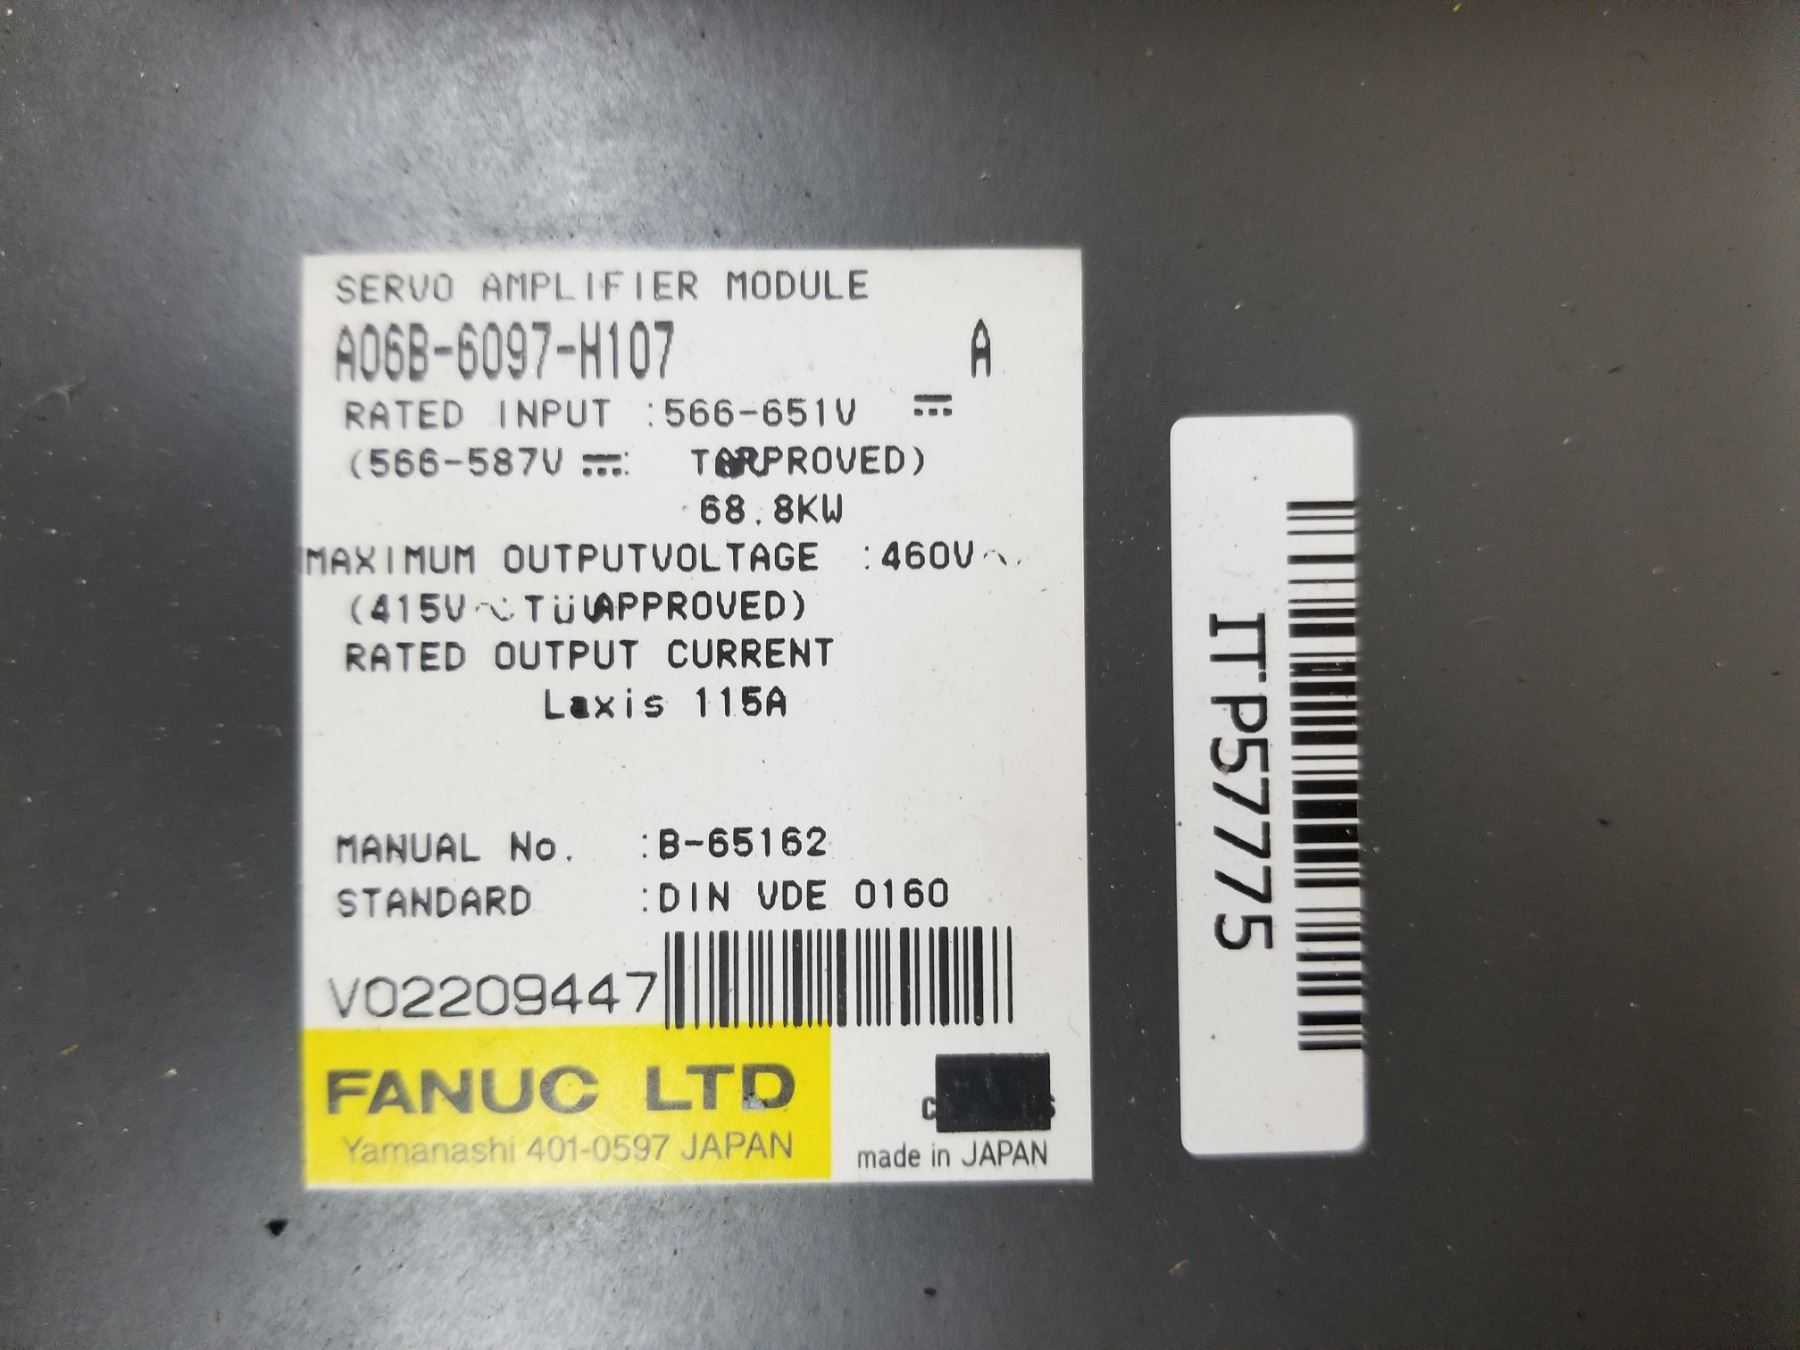 SERVO AMPLIFIER MODULE
A06B-6097-H107 A
RATED INPUT :566-651V ⎓
(566-587V ⎓: APPROVED)
68.8KW
MAXIMUM OUTPUTVOLTAGE :460V~
(415V~ TüVAPPROVED)
RATED OUTPUT CURRENT
Laxis 115A
MANUAL No. :B-65162
STANDARD :DIN VDE 0160
V02209447
FANUC LTD
Yamanashi 401-0597 JAPAN
made in JAPAN
ITP57775